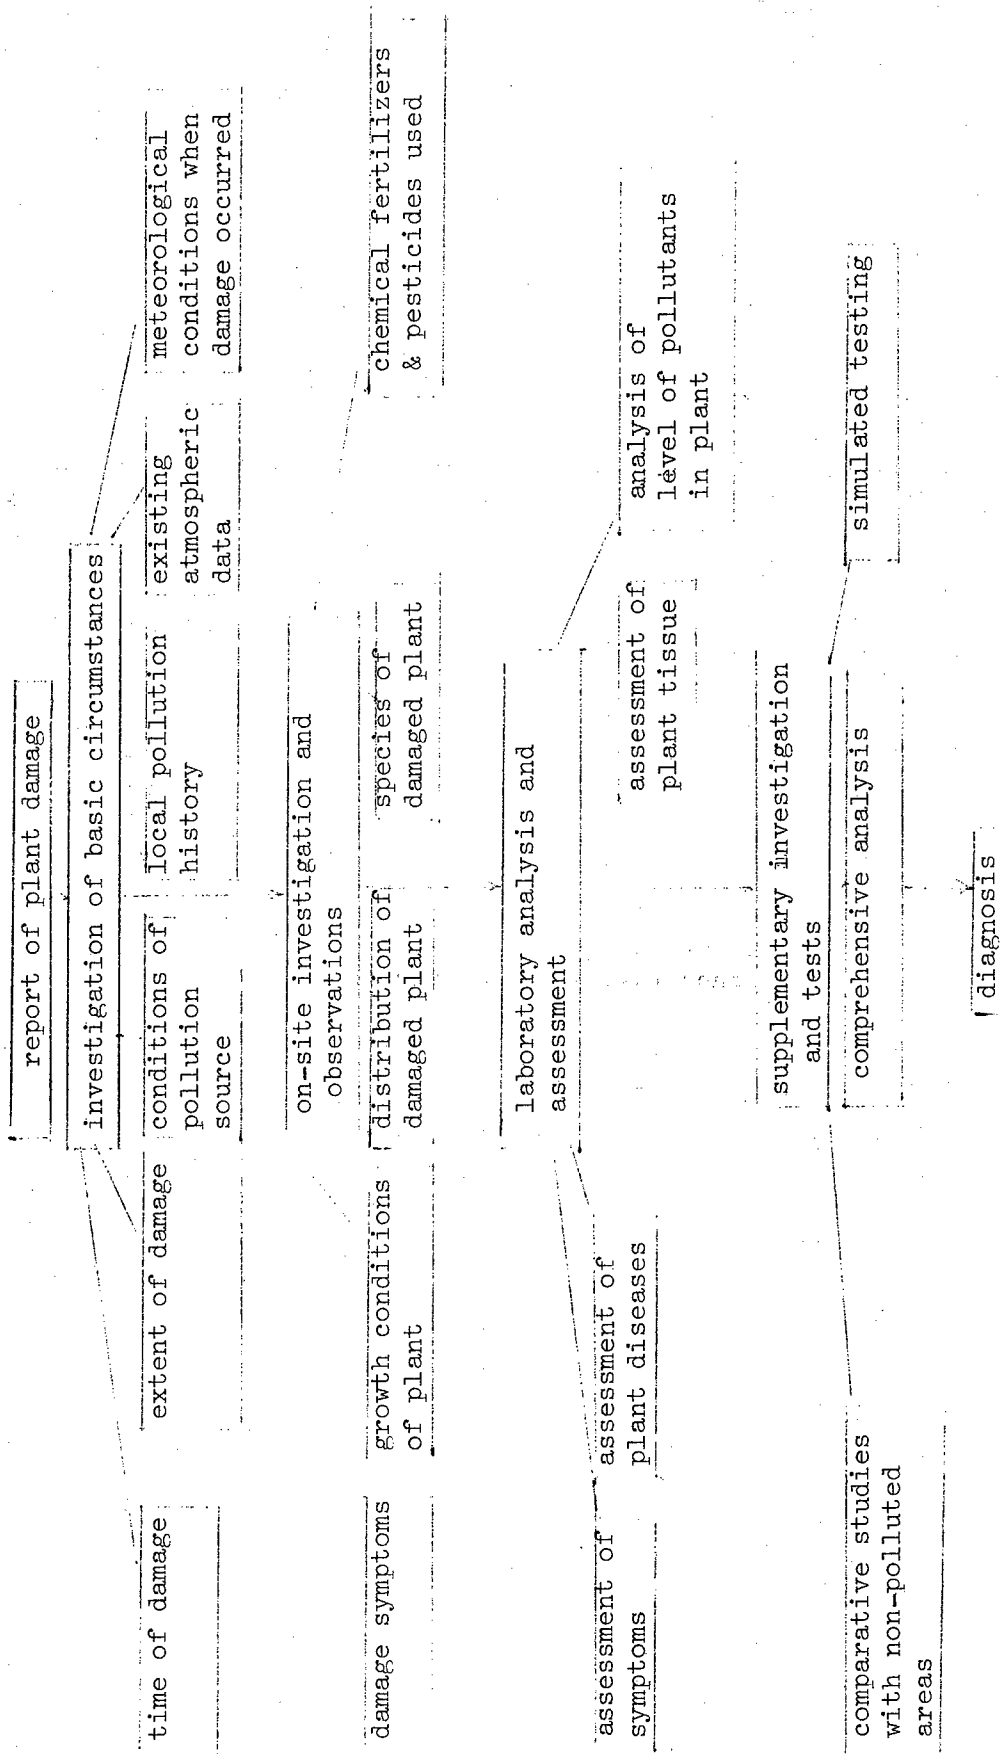 report of plant damage
investigation of basic circumstances
time of damage
extent of damage
conditions of
pollution
source
local pollution
history
existing
atmospheric
data
meteorological
conditions when
damage occurred
on-site investigation and
observations
damage symptoms
growth conditions
of plant
distribution of
damaged plant
species of
damaged plant
chemical fertilizers
& pesticides used
laboratory analysis and
assessment
assessment of
symptoms
assessment of
plant diseases
assessment of
plant tissue
analysis of
level of pollutants
in plant
supplementary investigation
and tests
comparative studies
with non-polluted
areas
comprehensive analysis
simulated testing
diagnosis